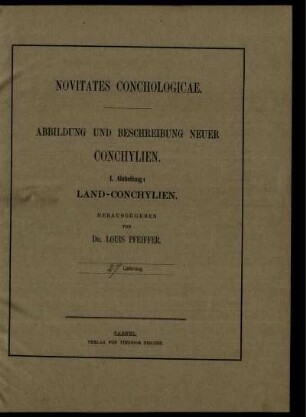 NOVITATES CONCHOLOGICAE.
ABBILDUNG UND BESCHREIBUNG NEUER
CONCHYLIEN.
I. Abtheilung:
LAND-CONCHYLIEN.
HERAUSGEGEBEN
VON
DR. LOUIS PFEIFFER.
Lieferung.
CASSEL.
VERLAG VON THEODOR FISCHER.